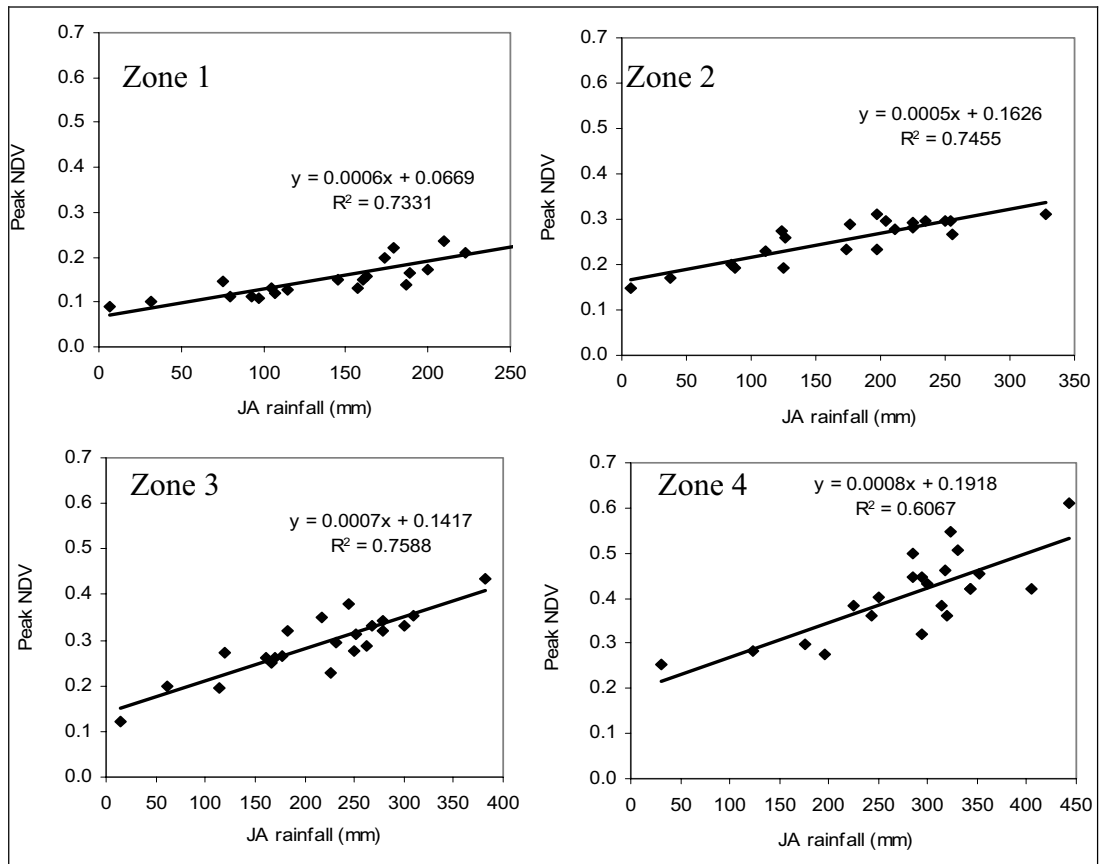 Zone 1
y = 0.0006x + 0.0669
R² = 0.7331
Peak NDV
0.7
0.6
0.5
0.4
0.3
0.2
0.1
0.0
0 50 100 150 200 250
JA rainfall (mm)
Zone 2
y = 0.0005x + 0.1626
R² = 0.7455
Peak NDV
0.7
0.6
0.5
0.4
0.3
0.2
0.1
0.0
0 50 100 150 200 250 300 350
JA rainfall (mm)
Zone 3
y = 0.0007x + 0.1417
R² = 0.7588
Peak NDV
0.7
0.6
0.5
0.4
0.3
0.2
0.1
0.0
0 50 100 150 200 250 300 350 400
JA rainfall (mm)
Zone 4
y = 0.0008x + 0.1918
R² = 0.6067
Peak NDV
0.7
0.6
0.5
0.4
0.3
0.2
0.1
0.0
0 50 100 150 200 250 300 350 400 450
JA rainfall (mm)